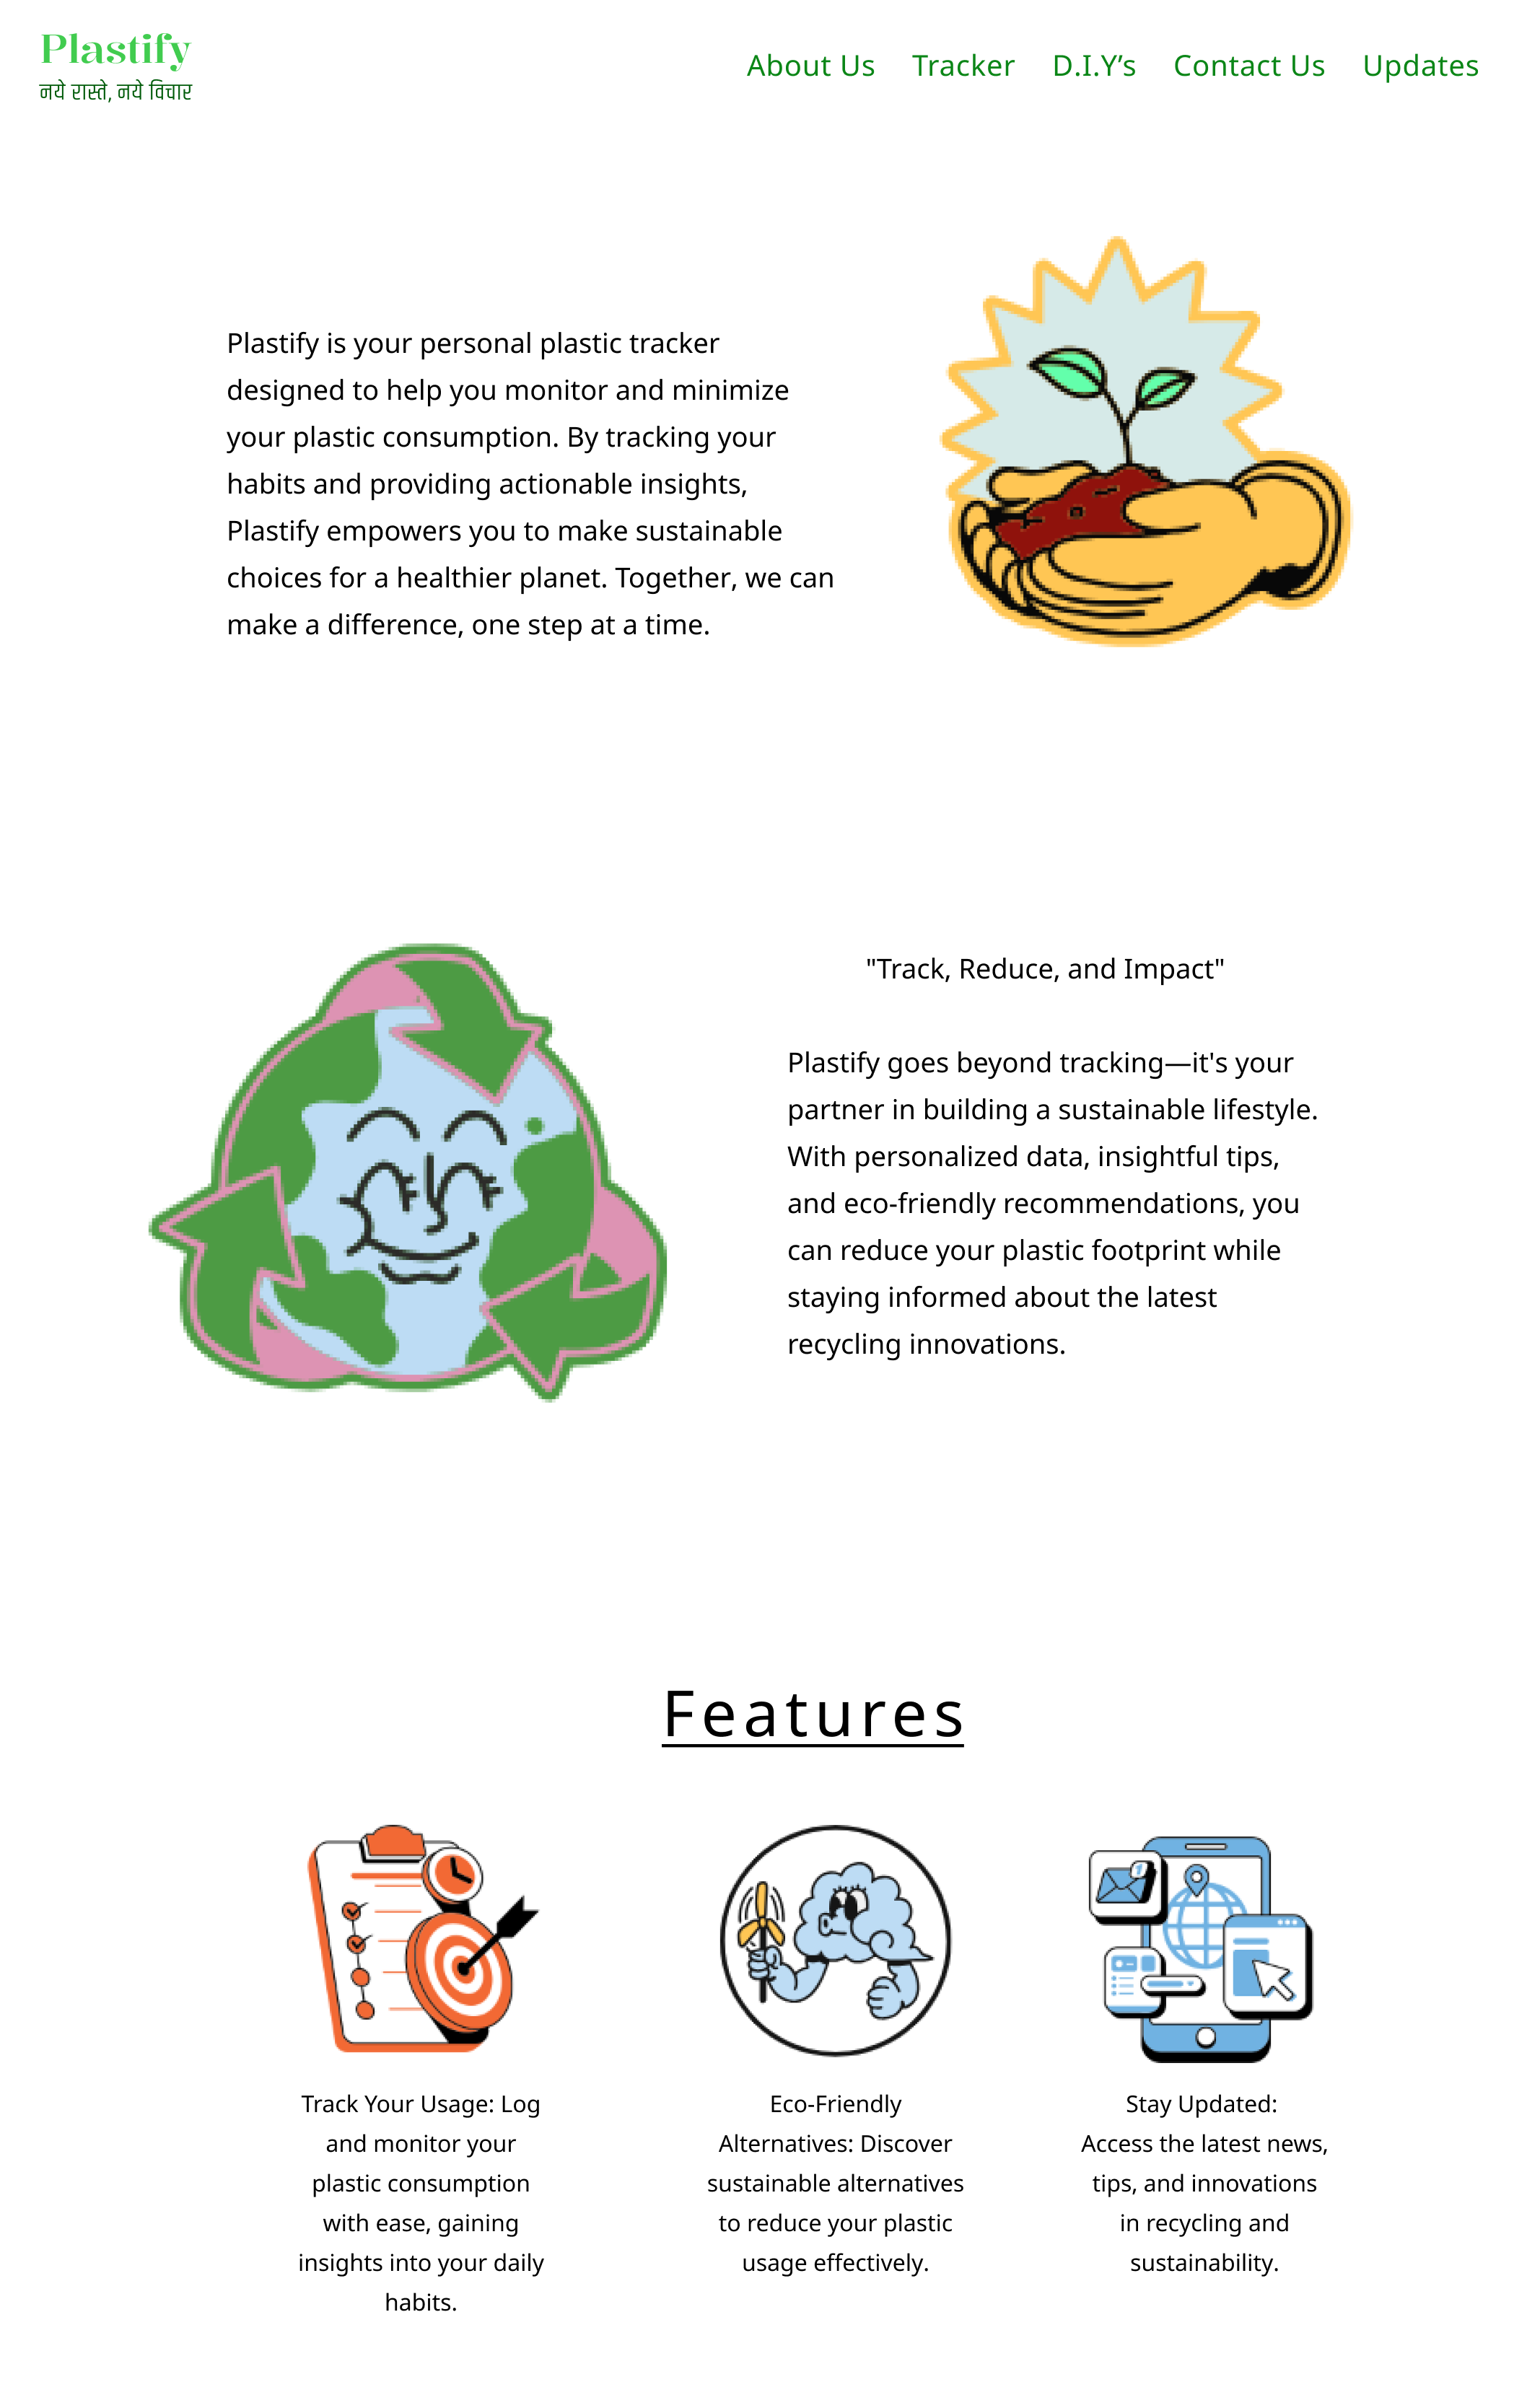 Plastify
नये रास्ते, नये विचार
About Us Tracker D.I.Y’s Contact Us Updates
Plastify is your personal plastic tracker
designed to help you monitor and minimize
your plastic consumption. By tracking your
habits and providing actionable insights,
Plastify empowers you to make sustainable
choices for a healthier planet. Together, we can
make a difference, one step at a time.
"Track, Reduce, and Impact"
Plastify goes beyond tracking—it's your
partner in building a sustainable lifestyle.
With personalized data, insightful tips,
and eco-friendly recommendations, you
can reduce your plastic footprint while
staying informed about the latest
recycling innovations.
Features
1
Track Your Usage: Log
and monitor your
plastic consumption
with ease, gaining
insights into your daily
habits.
Eco-Friendly
Alternatives: Discover
sustainable alternatives
to reduce your plastic
usage effectively.
Stay Updated:
Access the latest news,
tips, and innovations
in recycling and
sustainability.